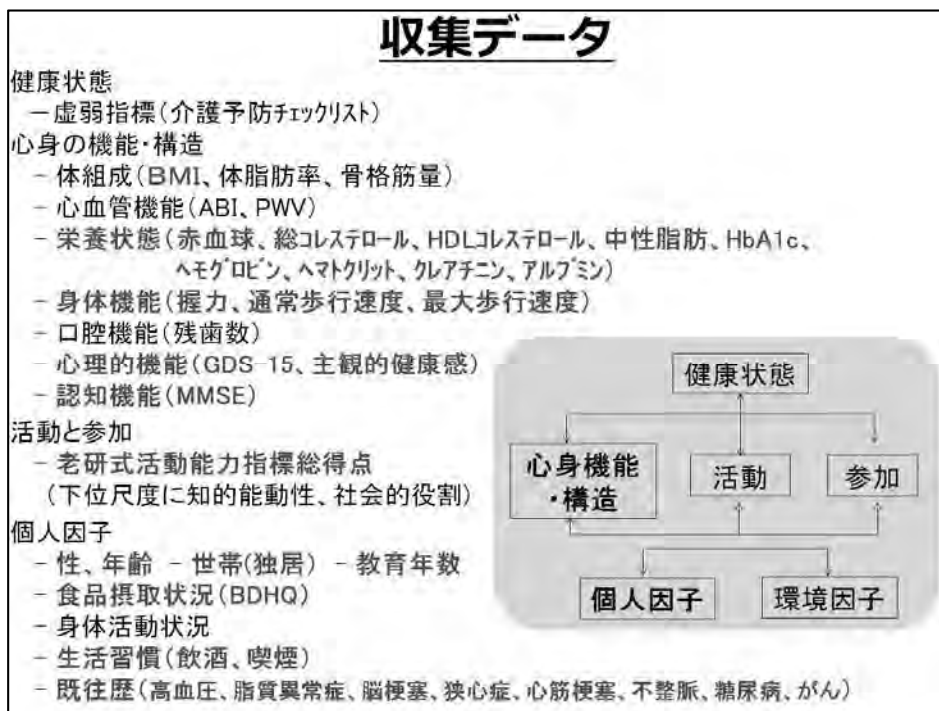 収集データ
健康状態
－虚弱指標(介護予防チェックリスト)
心身の機能・構造
－ 体組成(BMI、体脂肪率、骨格筋量)
－ 心血管機能(ABI、PWV)
－ 栄養状態(赤血球、総コレステロール、HDLコレステロール、中性脂肪、HbA1c、
ヘモグロビン、ヘマトクリット、クレアチニン、アルブミン)
－ 身体機能(握力、通常歩行速度、最大歩行速度)
－ 口腔機能(残歯数)
－ 心理的機能(GDS-15、主観的健康感)
－ 認知機能(MMSE)
活動と参加
－ 老研式活動能力指標総得点
(下位尺度に知的能動性、社会的役割)
個人因子
－ 性、年齢 － 世帯(独居) － 教育年数
－ 食品摂取状況(BDHQ)
－ 身体活動状況
－ 生活習慣(飲酒、喫煙)
－ 既往歴(高血圧、脂質異常症、脳梗塞、狭心症、心筋梗塞、不整脈、糖尿病、がん)
健康状態
心身機能
・構造
活動
参加
個人因子
環境因子